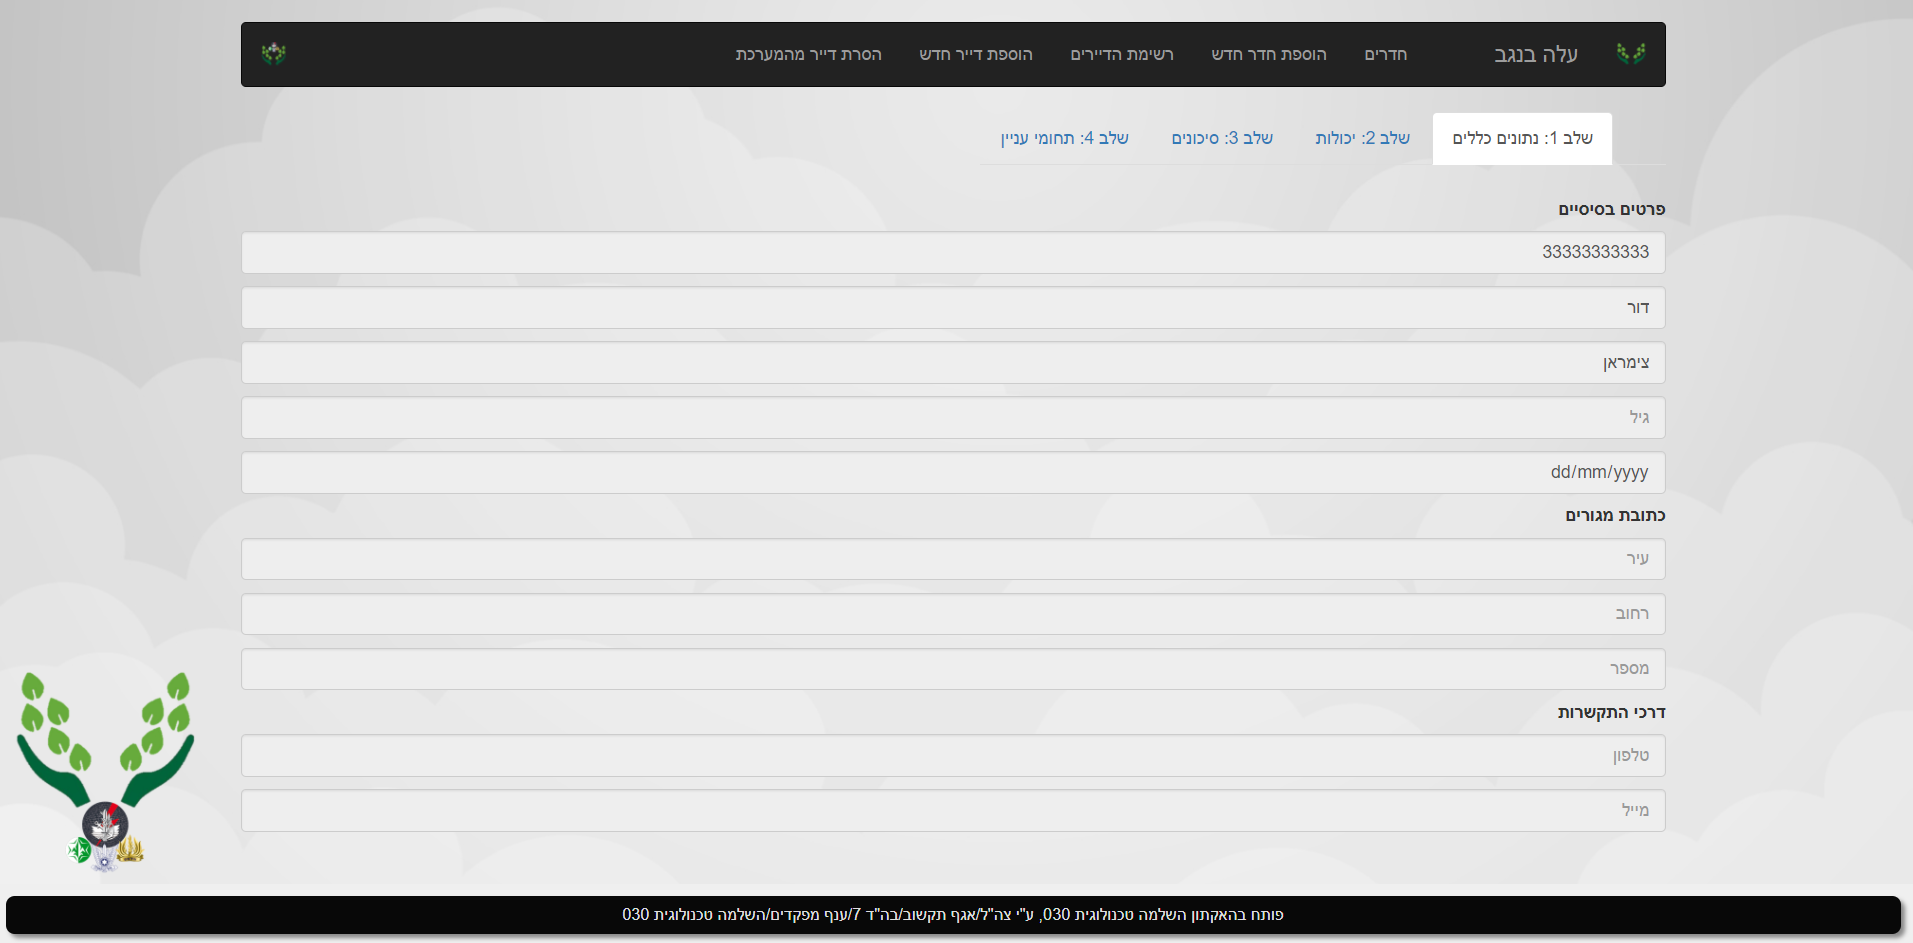 עלה בנגב
חדרים
הוספת חדר חדש
רשימת הדיירים
הוספת דייר חדש
הסרת דייר מהמערכת
שלב 1: נתונים כללים
שלב 2: יכולות
שלב 3: סיכונים
שלב 4: תחומי עניין
פרטים בסיסיים
33333333333
דור
צימראן
גיל
dd/mm/yyyy
כתובת מגורים
עיר
רחוב
מספר
דרכי התקשרות
טלפון
מייל
פותח בהאקתון השלמה טכנולוגית 030, ע"י צה"ל/אגף תקשוב/בה"ד 7/ענף מפקדים/השלמה טכנולוגית 030